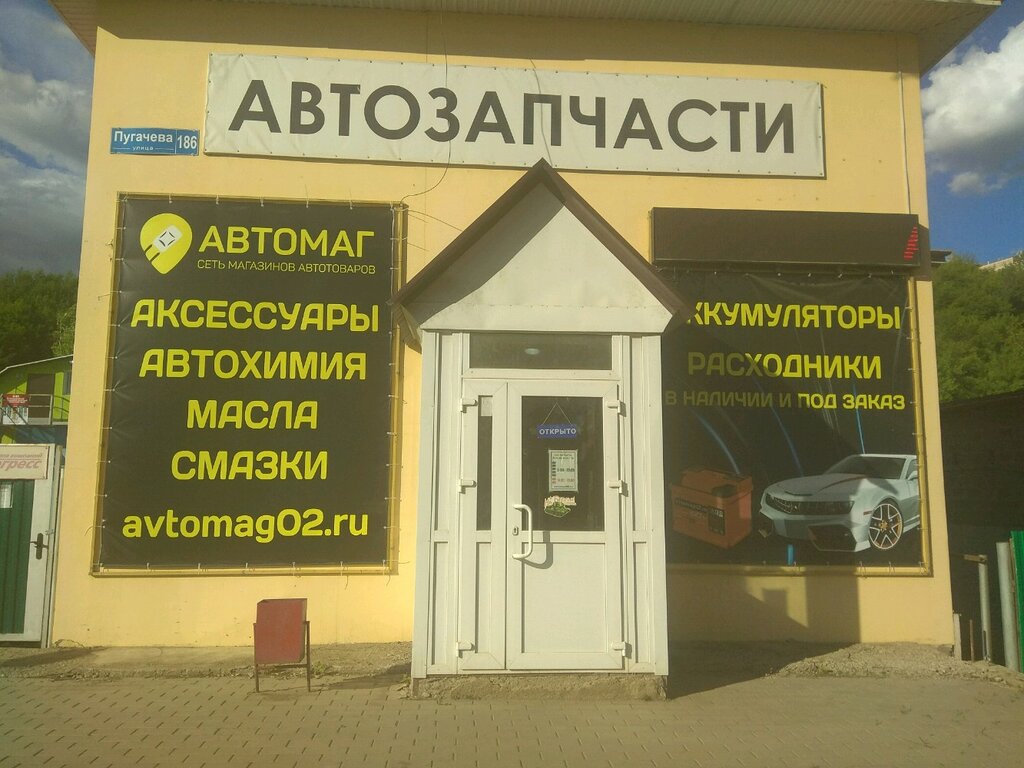 АВТОЗАПЧАСТИ
Пугачева 186
улица
АВТОМАГ
СЕТЬ МАГАЗИНОВ АВТОТОВАРОВ
АКСЕССУАРЫ
АВТОХИМИЯ
МАСЛА
СМАЗКИ
avtomag02.ru
ККУМУЛЯТОРЫ
РАСХОДНИКИ
В НАЛИЧИИ И ПОД ЗАКАЗ
ОТКРЫТО